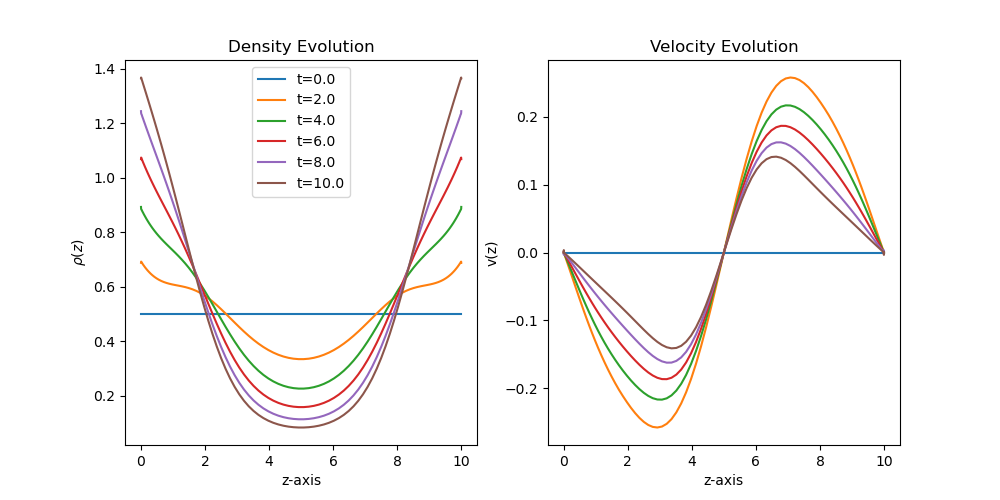 Density Evolution
ρ(z)
1.4
1.2
1.0
0.8
0.6
0.4
0.2
t=0.0
t=2.0
t=4.0
t=6.0
t=8.0
t=10.0
0 2 4 6 8 10
z-axis
Velocity Evolution
v(z)
0.2
0.1
0.0
−0.1
−0.2
0 2 4 6 8 10
z-axis